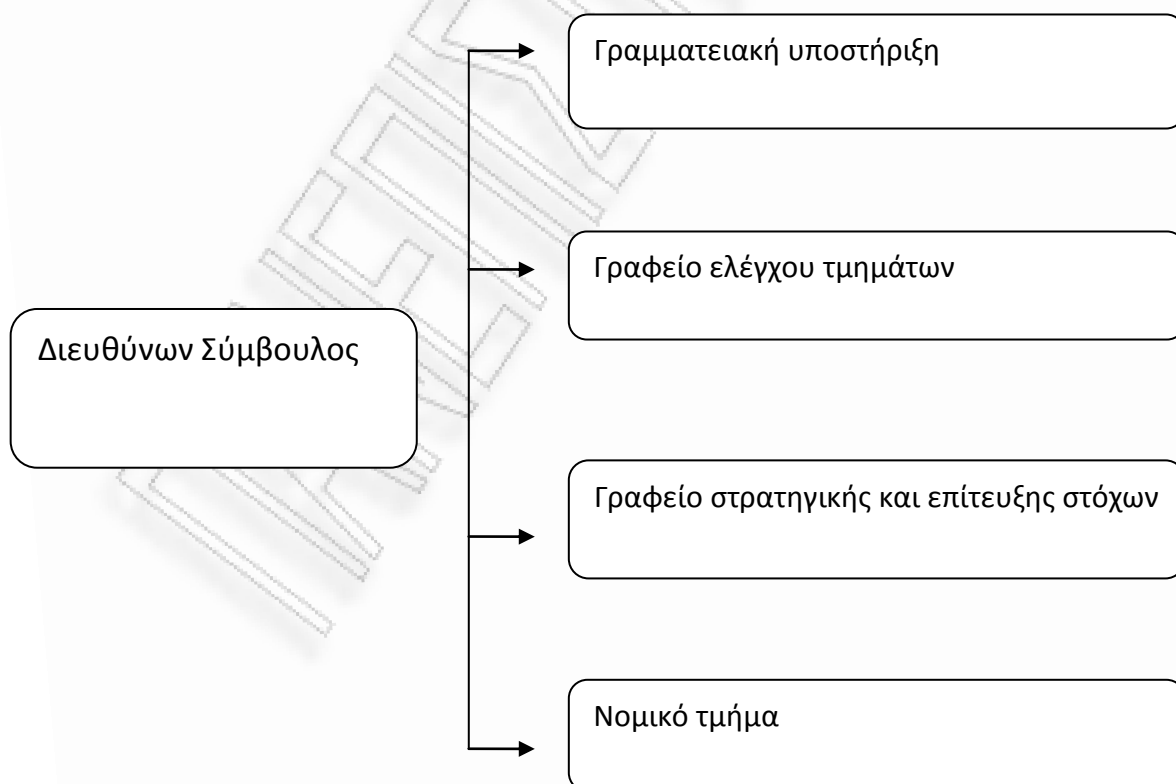 Γραμματειακή υποστήριξη
Γραφείο ελέγχου τμημάτων
Διευθύνων Σύμβουλος
Γραφείο στρατηγικής και επίτευξης στόχων
Νομικό τμήμα